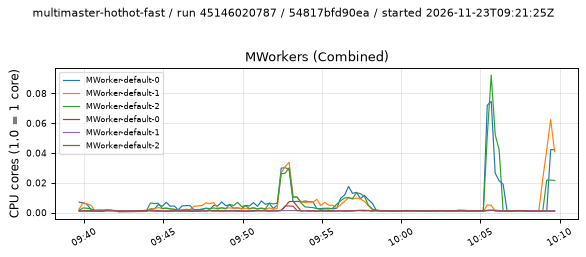 multimaster-hothot-fast / run 45146020787 / 54817bfd90ea / started 2026-11-23T09:21:25Z
MWorkers (Combined)
CPU cores (1.0 = 1 core)
0.08
0.06
0.04
0.02
0.00
MWorker-default-0
MWorker-default-1
MWorker-default-2
MWorker-default-0
MWorker-default-1
MWorker-default-2
09:40
09:45
09:50
09:55
10:00
10:05
10:10